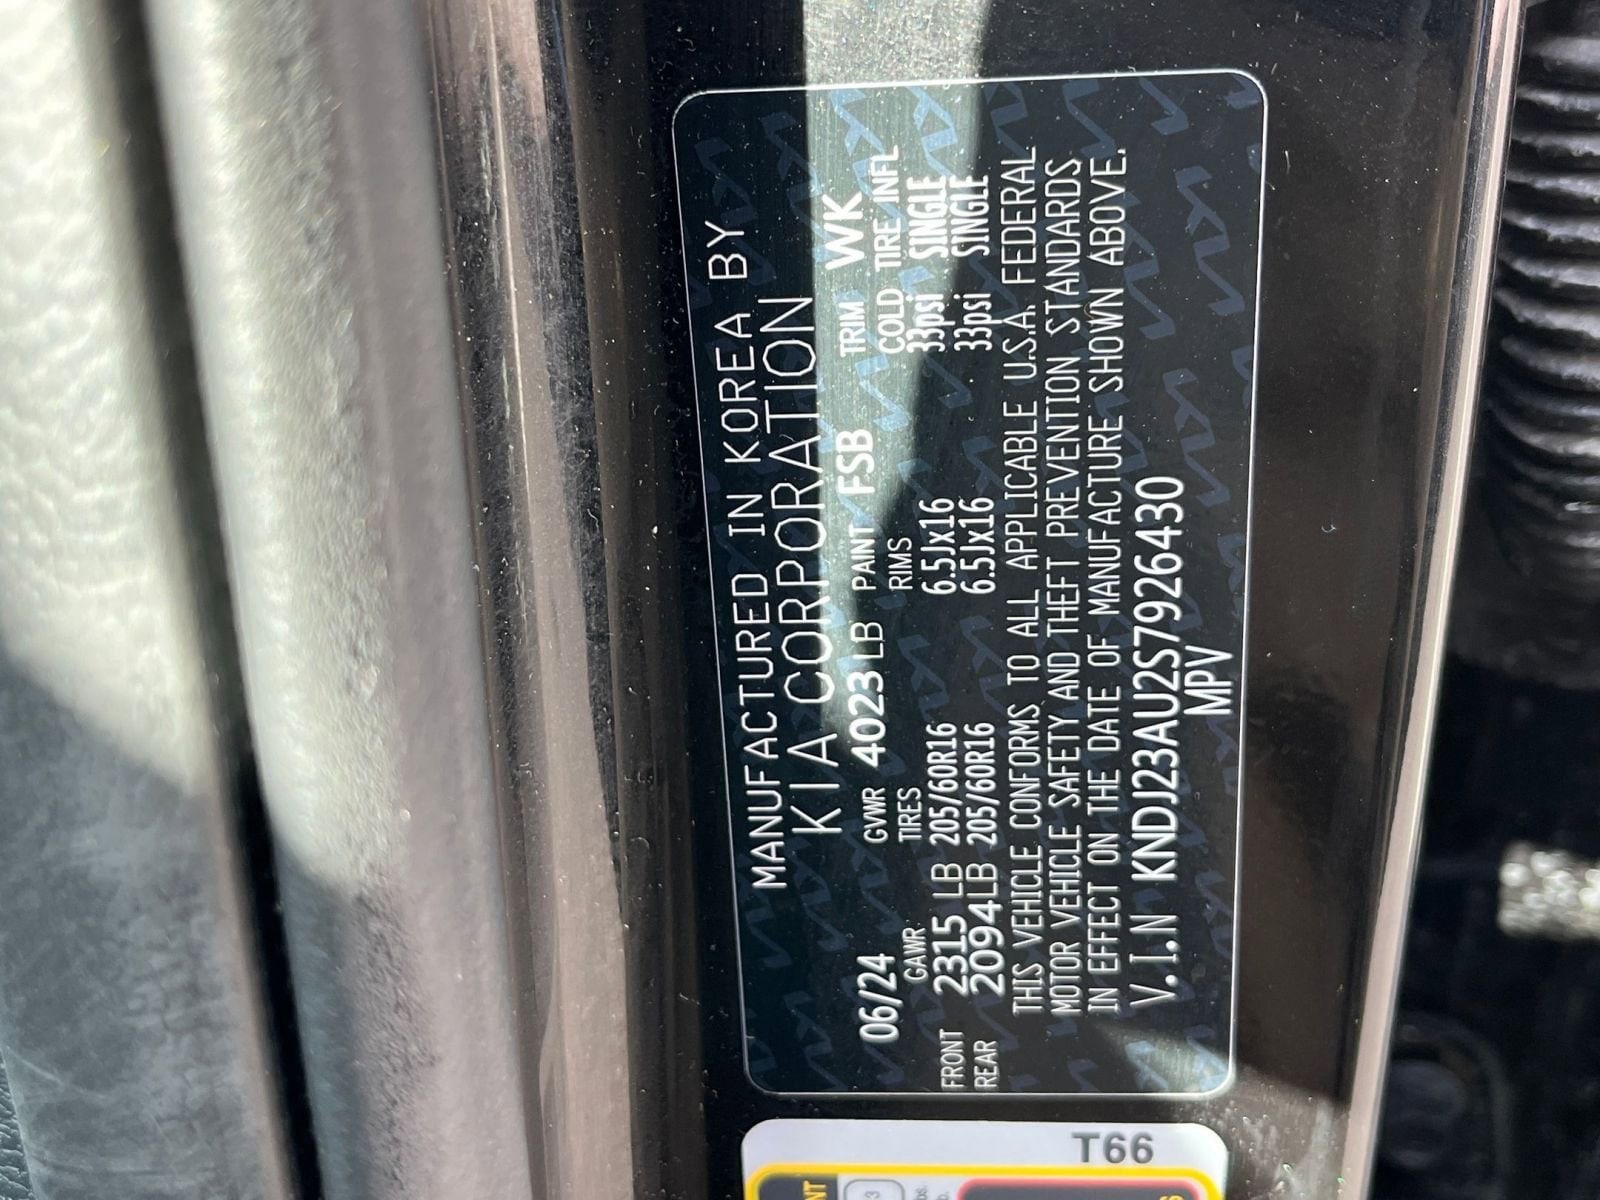 MANUFACTURED IN KOREA BY
KIA CORPORATION
06/24 GVWR 4023 LB PAINT FSB TRIM WK
GAWR TIRES RIMS COLD TIRE INFL
FRONT 2315 LB 205/60R16 6.5Jx16 33psi SINGLE
REAR 2094 LB 205/60R16 6.5Jx16 33psi SINGLE
THIS VEHICLE CONFORMS TO ALL APPLICABLE U.S.A. FEDERAL
MOTOR VEHICLE SAFETY AND THEFT PREVENTION STANDARDS
IN EFFECT ON THE DATE OF MANUFACTURE SHOWN ABOVE.
V.I.N KNDJ23AU2S7926430
MPV
T66